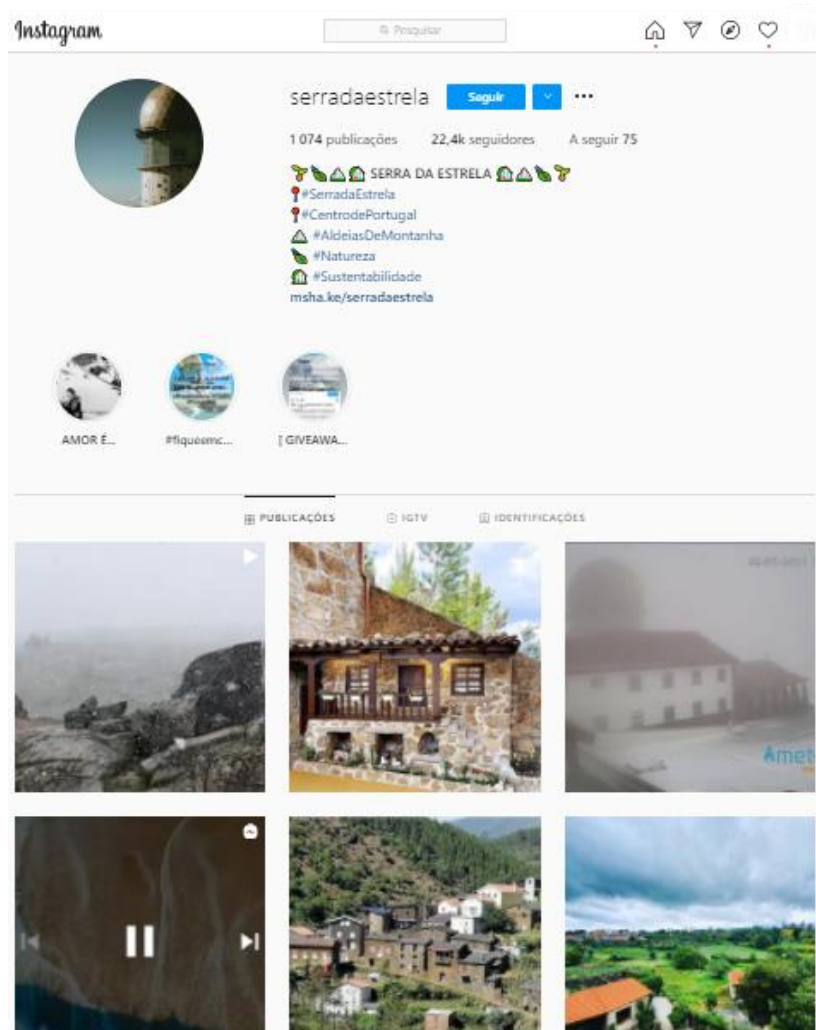 Instagram
Pesquisar
serradaestrela Seguir
1 074 publicações 22,4k seguidores A seguir 75
SERRA DA ESTRELA
#SerradaEstrela
#CentrodePortugal
#AldeiasDeMontanha
#Natureza
#Sustentabilidade
msha.ke/serradaestrela
AMOR É... #fiqueemc... [ GIVEAWA...
PUBLICAÇÕES IGTV IDENTIFICAÇÕES
Amet